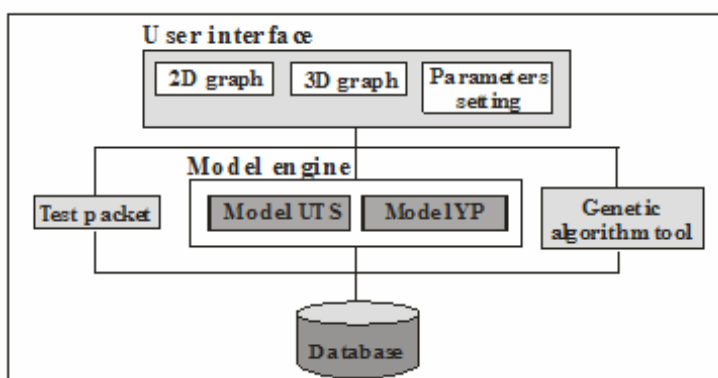 User interface
2D graph
3D graph
Parameters
setting
Model engine
Test packet
Model UTS
Model YP
Genetic
algorithm tool
Database